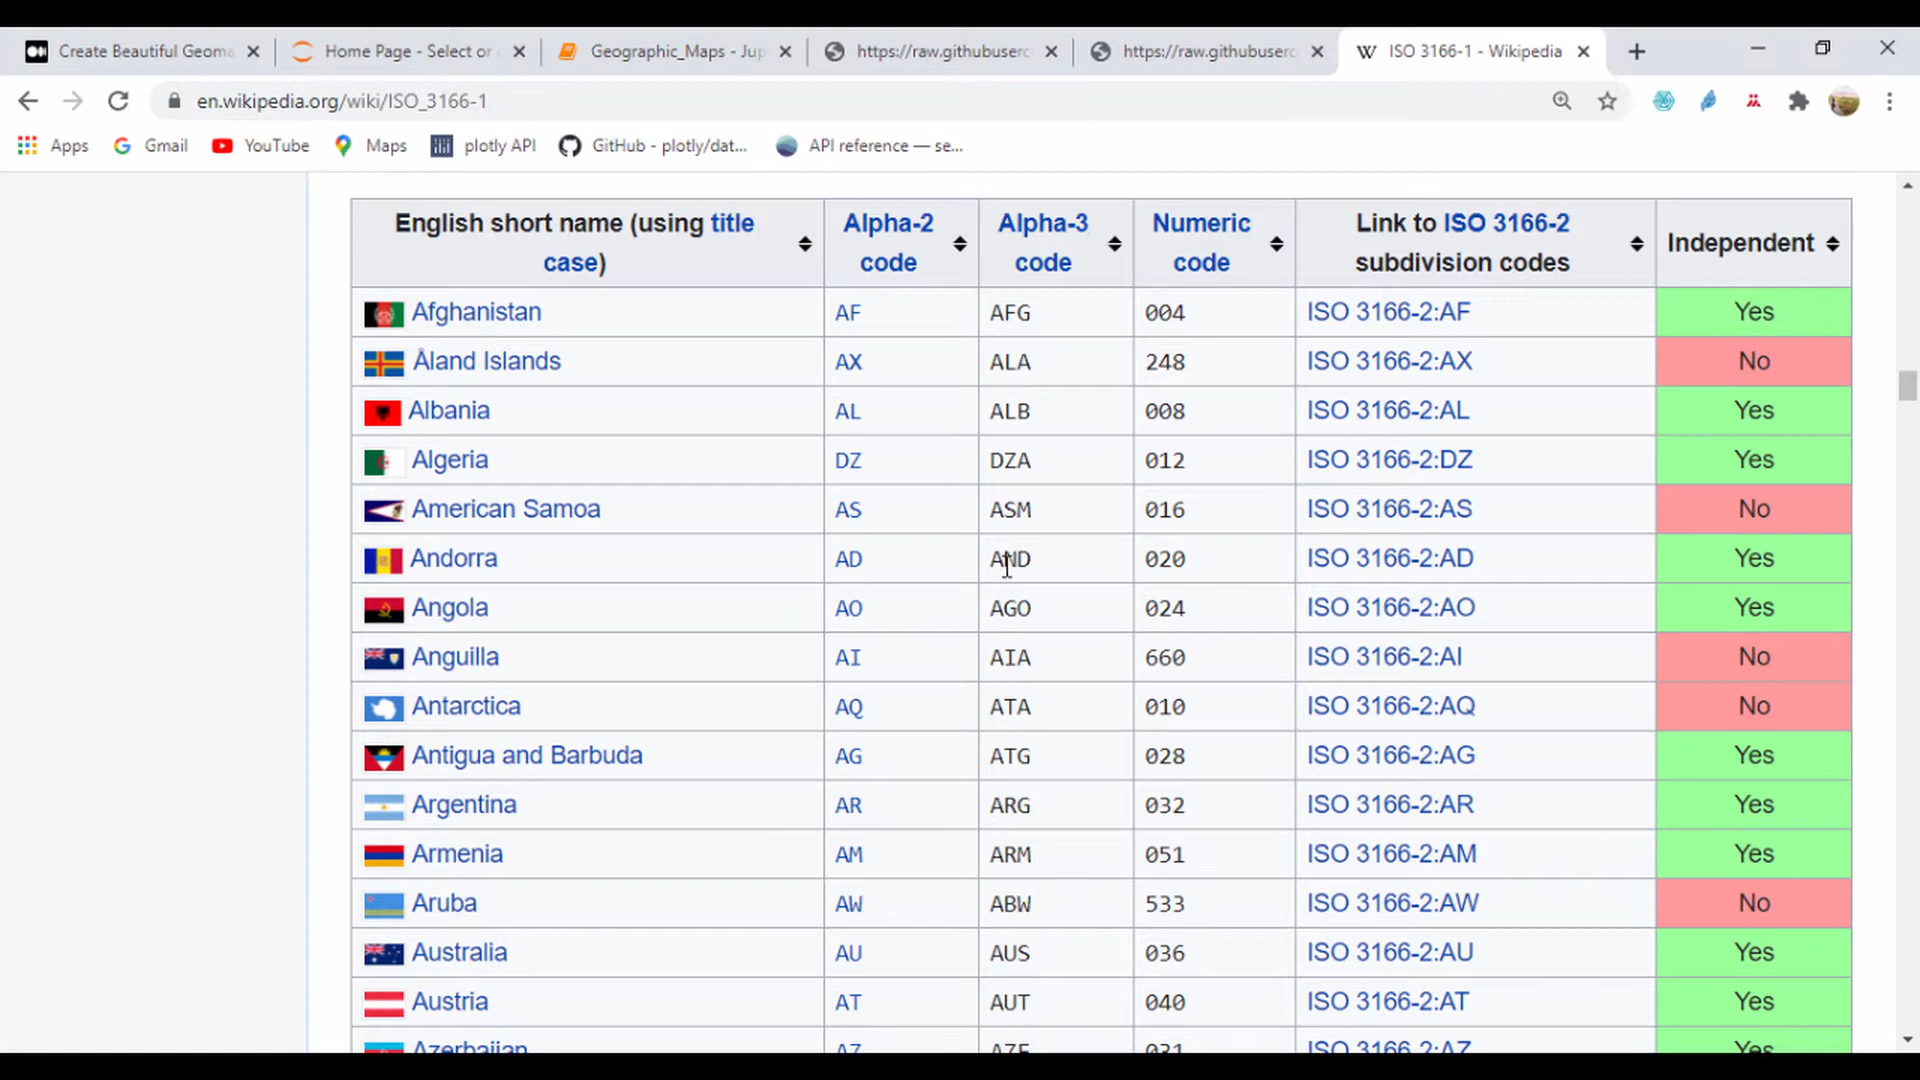 Create Beautiful Geoma
Home Page - Select or
Geographic_Maps - Jup
https://raw.githubuserc
https://raw.githubuserc
W ISO 3166-1 - Wikipedia
en.wikipedia.org/wiki/ISO_3166-1
Apps Gmail YouTube Maps plotly API GitHub - plotly/dat... API reference — se...
English short name (using title case) Alpha-2 code Alpha-3 code Numeric code Link to ISO 3166-2 subdivision codes Independent
Afghanistan AF AFG 004 ISO 3166-2:AF Yes
Åland Islands AX ALA 248 ISO 3166-2:AX No
Albania AL ALB 008 ISO 3166-2:AL Yes
Algeria DZ DZA 012 ISO 3166-2:DZ Yes
American Samoa AS ASM 016 ISO 3166-2:AS No
Andorra AD AND 020 ISO 3166-2:AD Yes
Angola AO AGO 024 ISO 3166-2:AO Yes
Anguilla AI AIA 660 ISO 3166-2:AI No
Antarctica AQ ATA 010 ISO 3166-2:AQ No
Antigua and Barbuda AG ATG 028 ISO 3166-2:AG Yes
Argentina AR ARG 032 ISO 3166-2:AR Yes
Armenia AM ARM 051 ISO 3166-2:AM Yes
Aruba AW ABW 533 ISO 3166-2:AW No
Australia AU AUS 036 ISO 3166-2:AU Yes
Austria AT AUT 040 ISO 3166-2:AT Yes
Azerbaijan AZ AZE 031 ISO 3166-2:AZ Yes